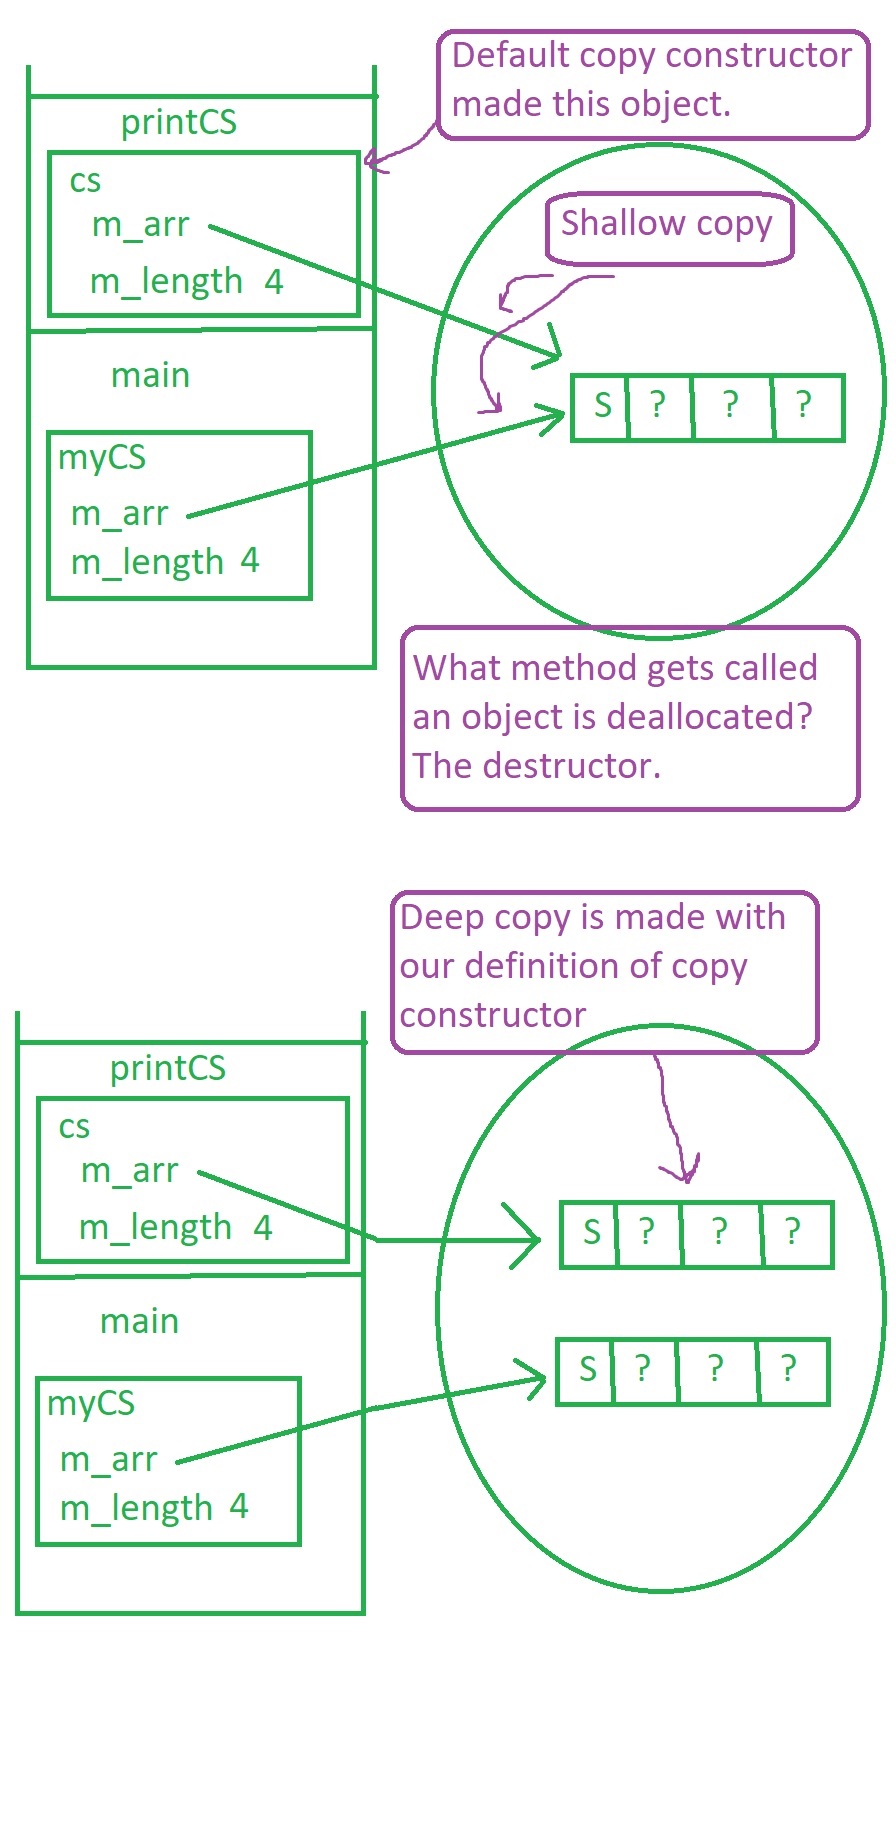 Default copy constructor
made this object.
printCS
cs
m_arr
m_length 4
Shallow copy
main
S ? ? ?
myCS
m_arr
m_length 4
What method gets called
an object is deallocated?
The destructor.
Deep copy is made with
our definition of copy
constructor
printCS
cs
m_arr
m_length 4
S ? ? ?
main
S ? ? ?
myCS
m_arr
m_length 4